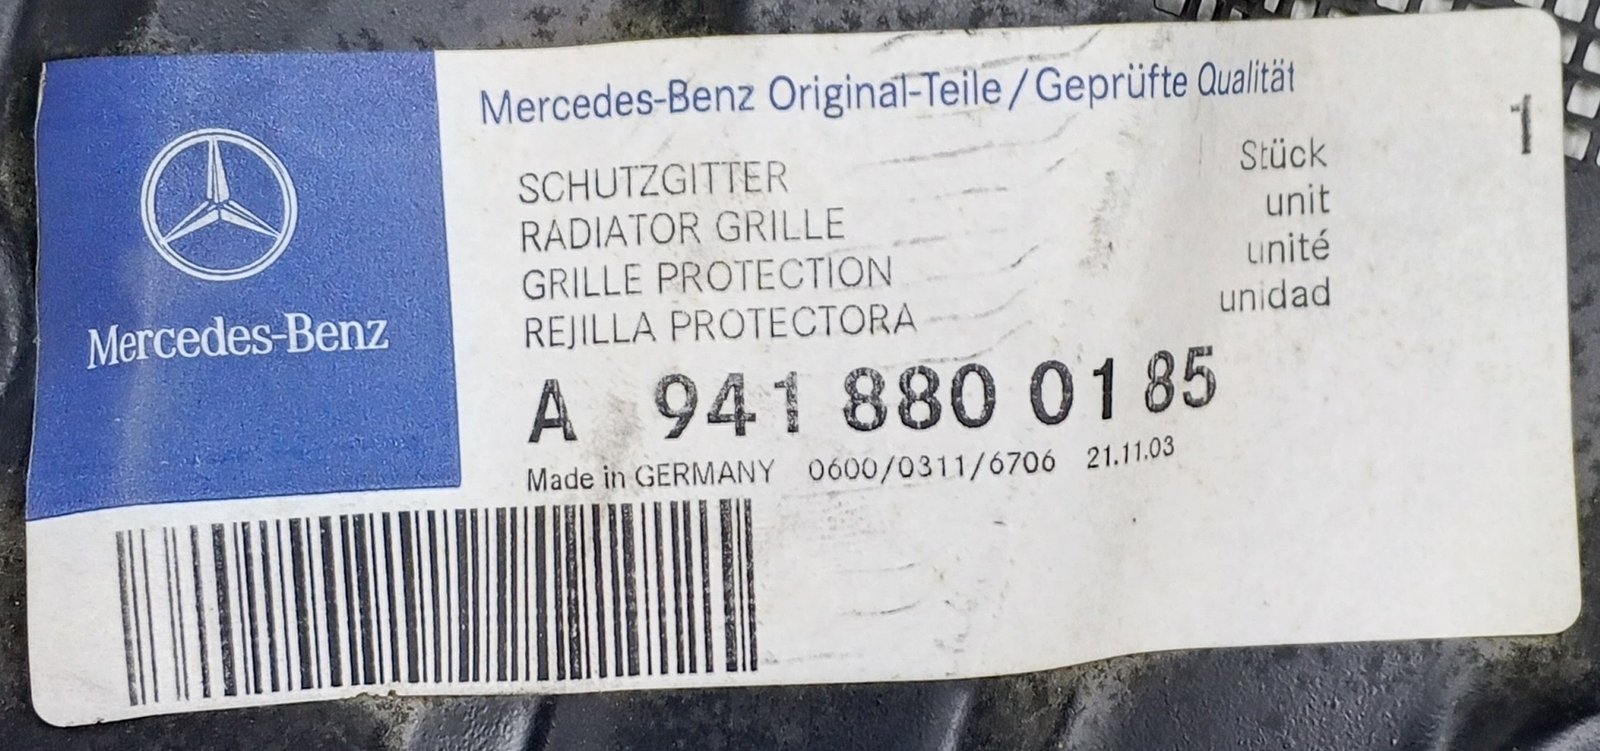 Mercedes-Benz
Mercedes-Benz Original-Teile/Geprüfte Qualität
SCHUTZGITTER Stück 1
RADIATOR GRILLE unit
GRILLE PROTECTION unité
REJILLA PROTECTORA unidad
A 941 880 01 85
Made in GERMANY 0600/0311/6706 21.11.03